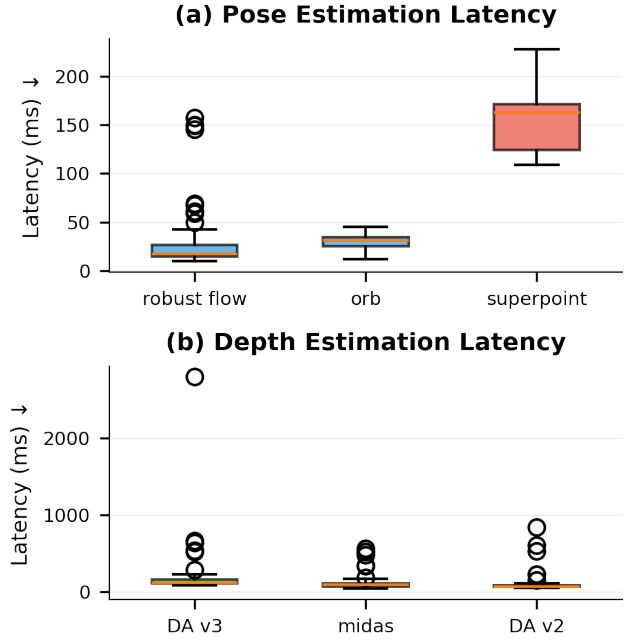 (a) Pose Estimation Latency
Latency (ms) ↓
200
150
100
50
0
robust flow orb superpoint
(b) Depth Estimation Latency
Latency (ms) ↓
2000
1000
0
DA v3 midas DA v2